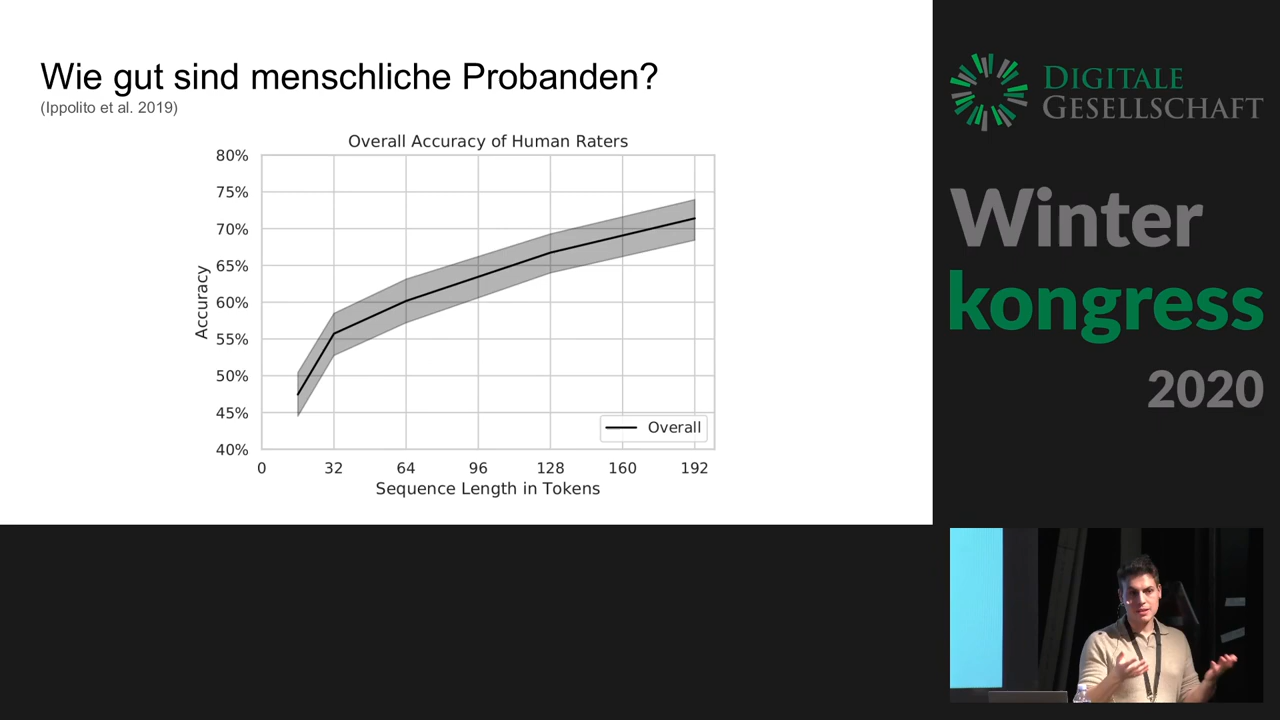 Wie gut sind menschliche Probanden?
(Ippolito et al. 2019)
Overall Accuracy of Human Raters
80%
75%
70%
65%
60%
55%
50%
45%
40%
Accuracy
Overall
0 32 64 96 128 160 192
Sequence Length in Tokens
DIGITALE
GESELLSCHAFT
Winter
kongress
2020